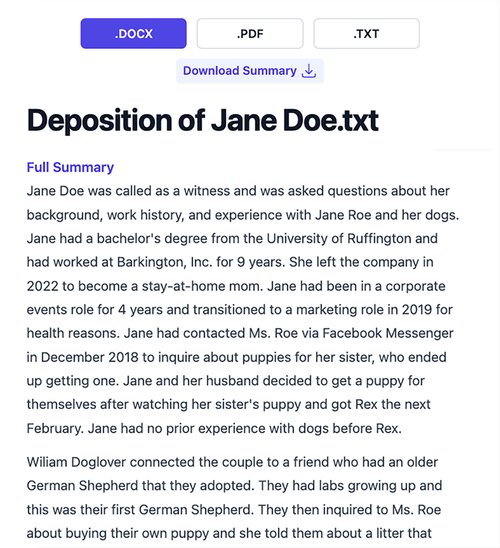 .DOCX .PDF .TXT
Download Summary
Deposition of Jane Doe.txt
Full Summary
Jane Doe was called as a witness and was asked questions about her
background, work history, and experience with Jane Roe and her dogs.
Jane had a bachelor's degree from the University of Ruffington and
had worked at Barkington, Inc. for 9 years. She left the company in
2022 to become a stay-at-home mom. Jane had been in a corporate
events role for 4 years and transitioned to a marketing role in 2019 for
health reasons. Jane had contacted Ms. Roe via Facebook Messenger
in December 2018 to inquire about puppies for her sister, who ended
up getting one. Jane and her husband decided to get a puppy for
themselves after watching her sister's puppy and got Rex the next
February. Jane had no prior experience with dogs before Rex.
Wiliam Doglover connected the couple to a friend who had an older
German Shepherd that they adopted. They had labs growing up and
this was their first German Shepherd. They then inquired to Ms. Roe
about buying their own puppy and she told them about a litter that